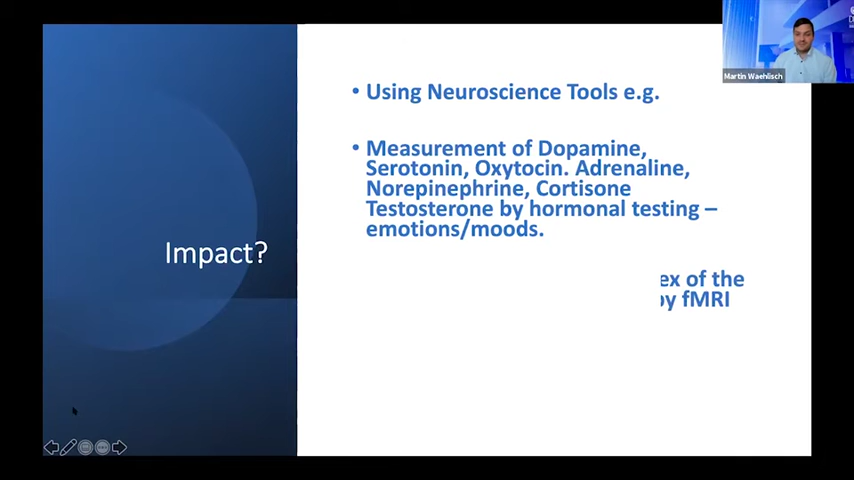 Martin Waehlisch
• Using Neuroscience Tools e.g.
• Measurement of Dopamine,
Serotonin, Oxytocin. Adrenaline,
Norepinephrine, Cortisone
Testosterone by hormonal testing –
emotions/moods.
Impact?
ex of the
by fMRI